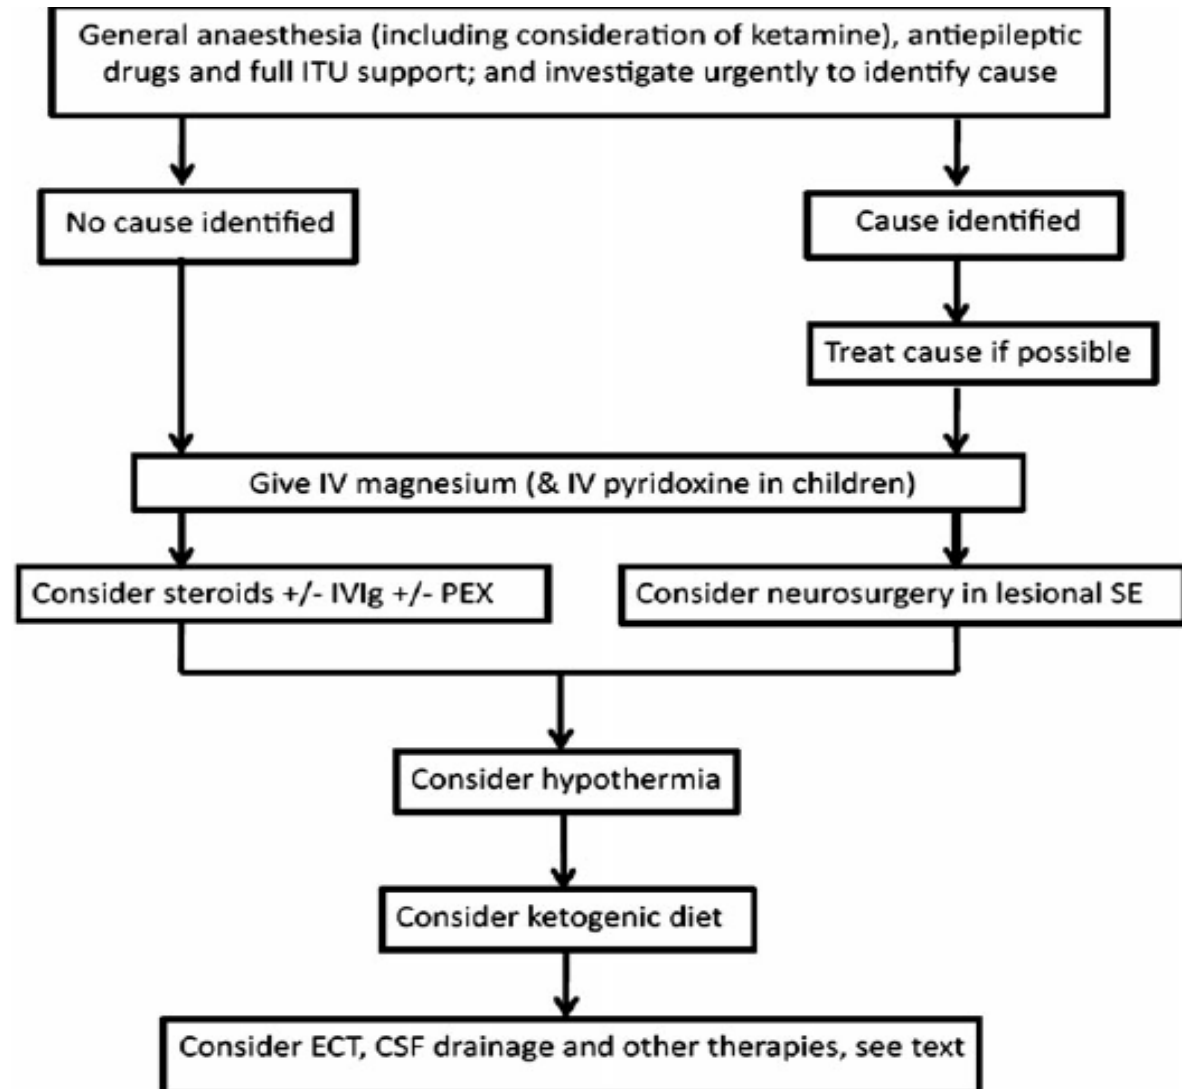 General anaesthesia (including consideration of ketamine), antiepileptic
drugs and full ITU support; and investigate urgently to identify cause
No cause identified
Cause identified
Treat cause if possible
Give IV magnesium (& IV pyridoxine in children)
Consider steroids +/- IVIg +/- PEX
Consider neurosurgery in lesional SE
Consider hypothermia
Consider ketogenic diet
Consider ECT, CSF drainage and other therapies, see text